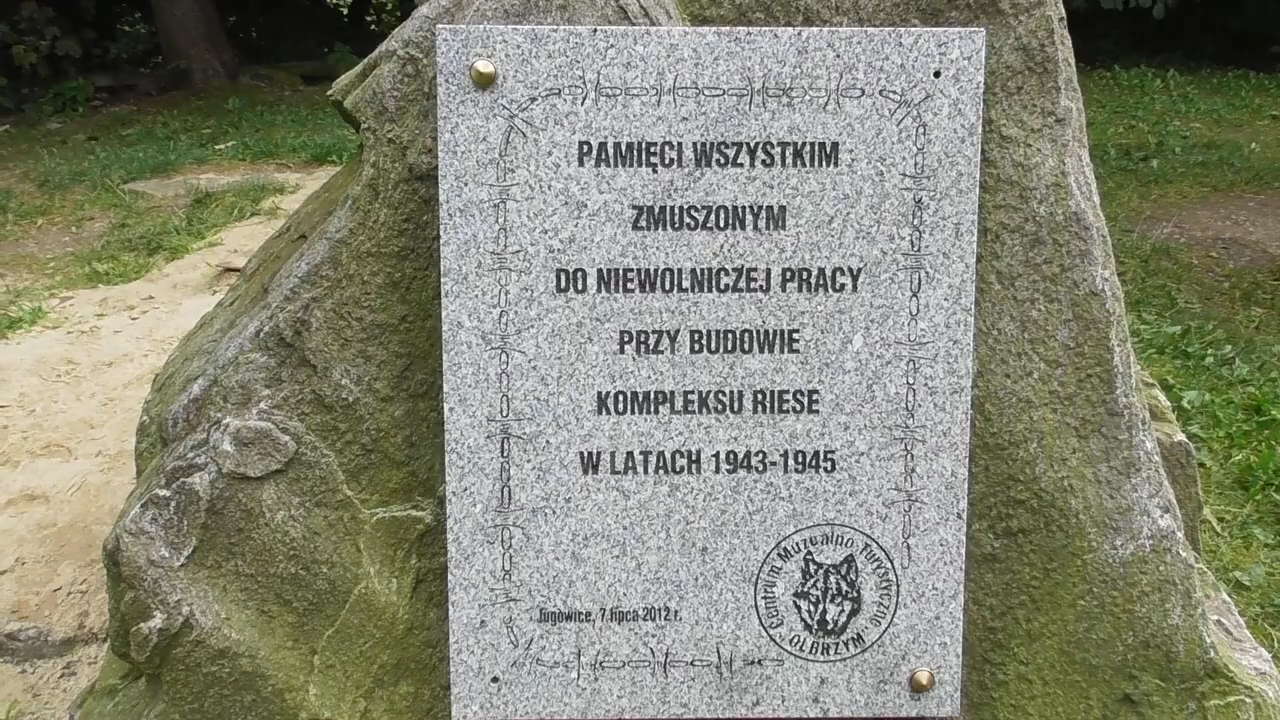 PAMIĘCI WSZYSTKIM
ZMUSZONYM
DO NIEWOLNICZEJ PRACY
PRZY BUDOWIE
KOMPLEKSU RIESE
W LATACH 1943-1945
Jugowice, 7 lipca 2012 r.
Centrum Muzealno Turystyczne
"OLBRZYM"